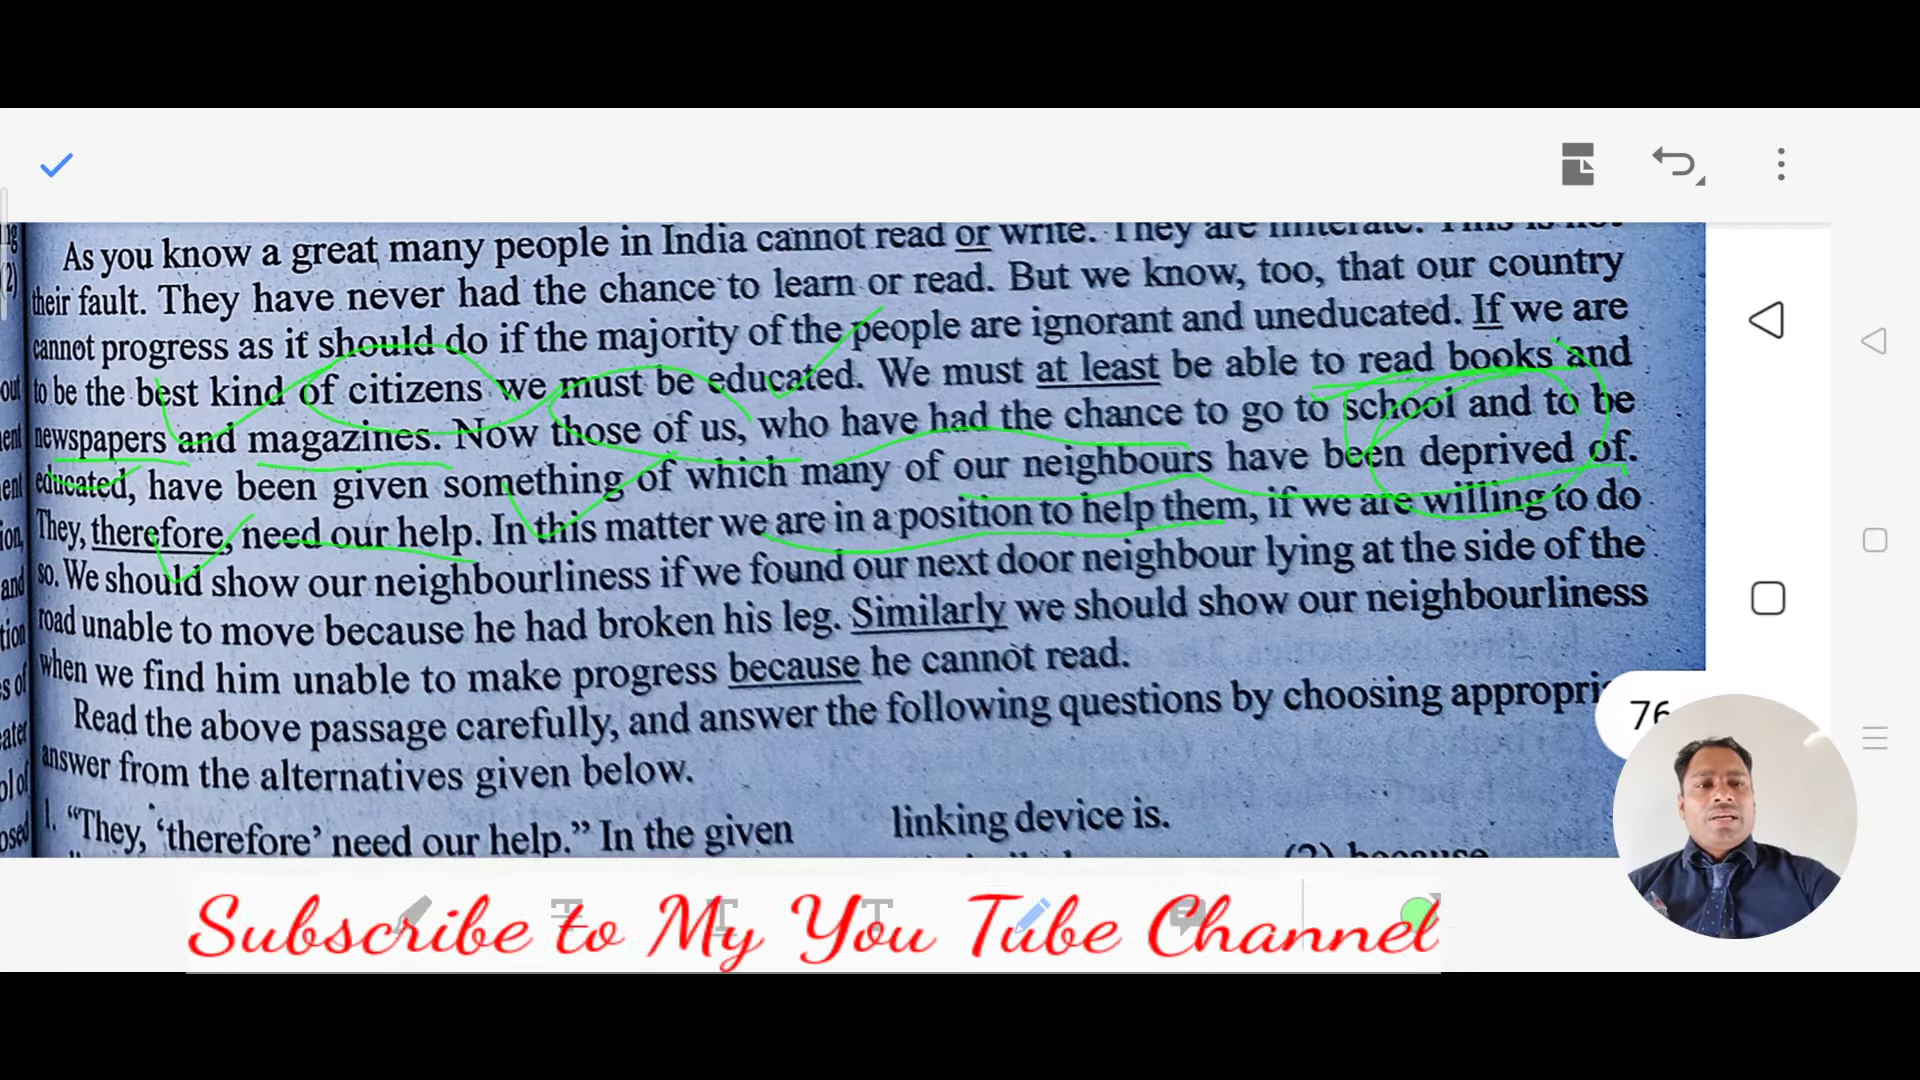 As you know a great many people in India cannot read or write. They are illiterate. This is not
their fault. They have never had the chance to learn or read. But we know, too, that our country
cannot progress as it should do if the majority of the people are ignorant and uneducated. If we are
to be the best kind of citizens we must be educated. We must at least be able to read books and
newspapers and magazines. Now those of us, who have had the chance to go to school and to be
educated, have been given something of which many of our neighbours have been deprived of.
They, therefore, need our help. In this matter we are in a position to help them, if we are willing to do
so. We should show our neighbourliness if we found our next door neighbour lying at the side of the
road unable to move because he had broken his leg. Similarly we should show our neighbourliness
when we find him unable to make progress because he cannot read.
Read the above passage carefully, and answer the following questions by choosing
answer from the alternatives given below.
76
1. "They, 'therefore' need our help." In the given
linking device is.
(2) because
Subscribe to My You Tube Channel